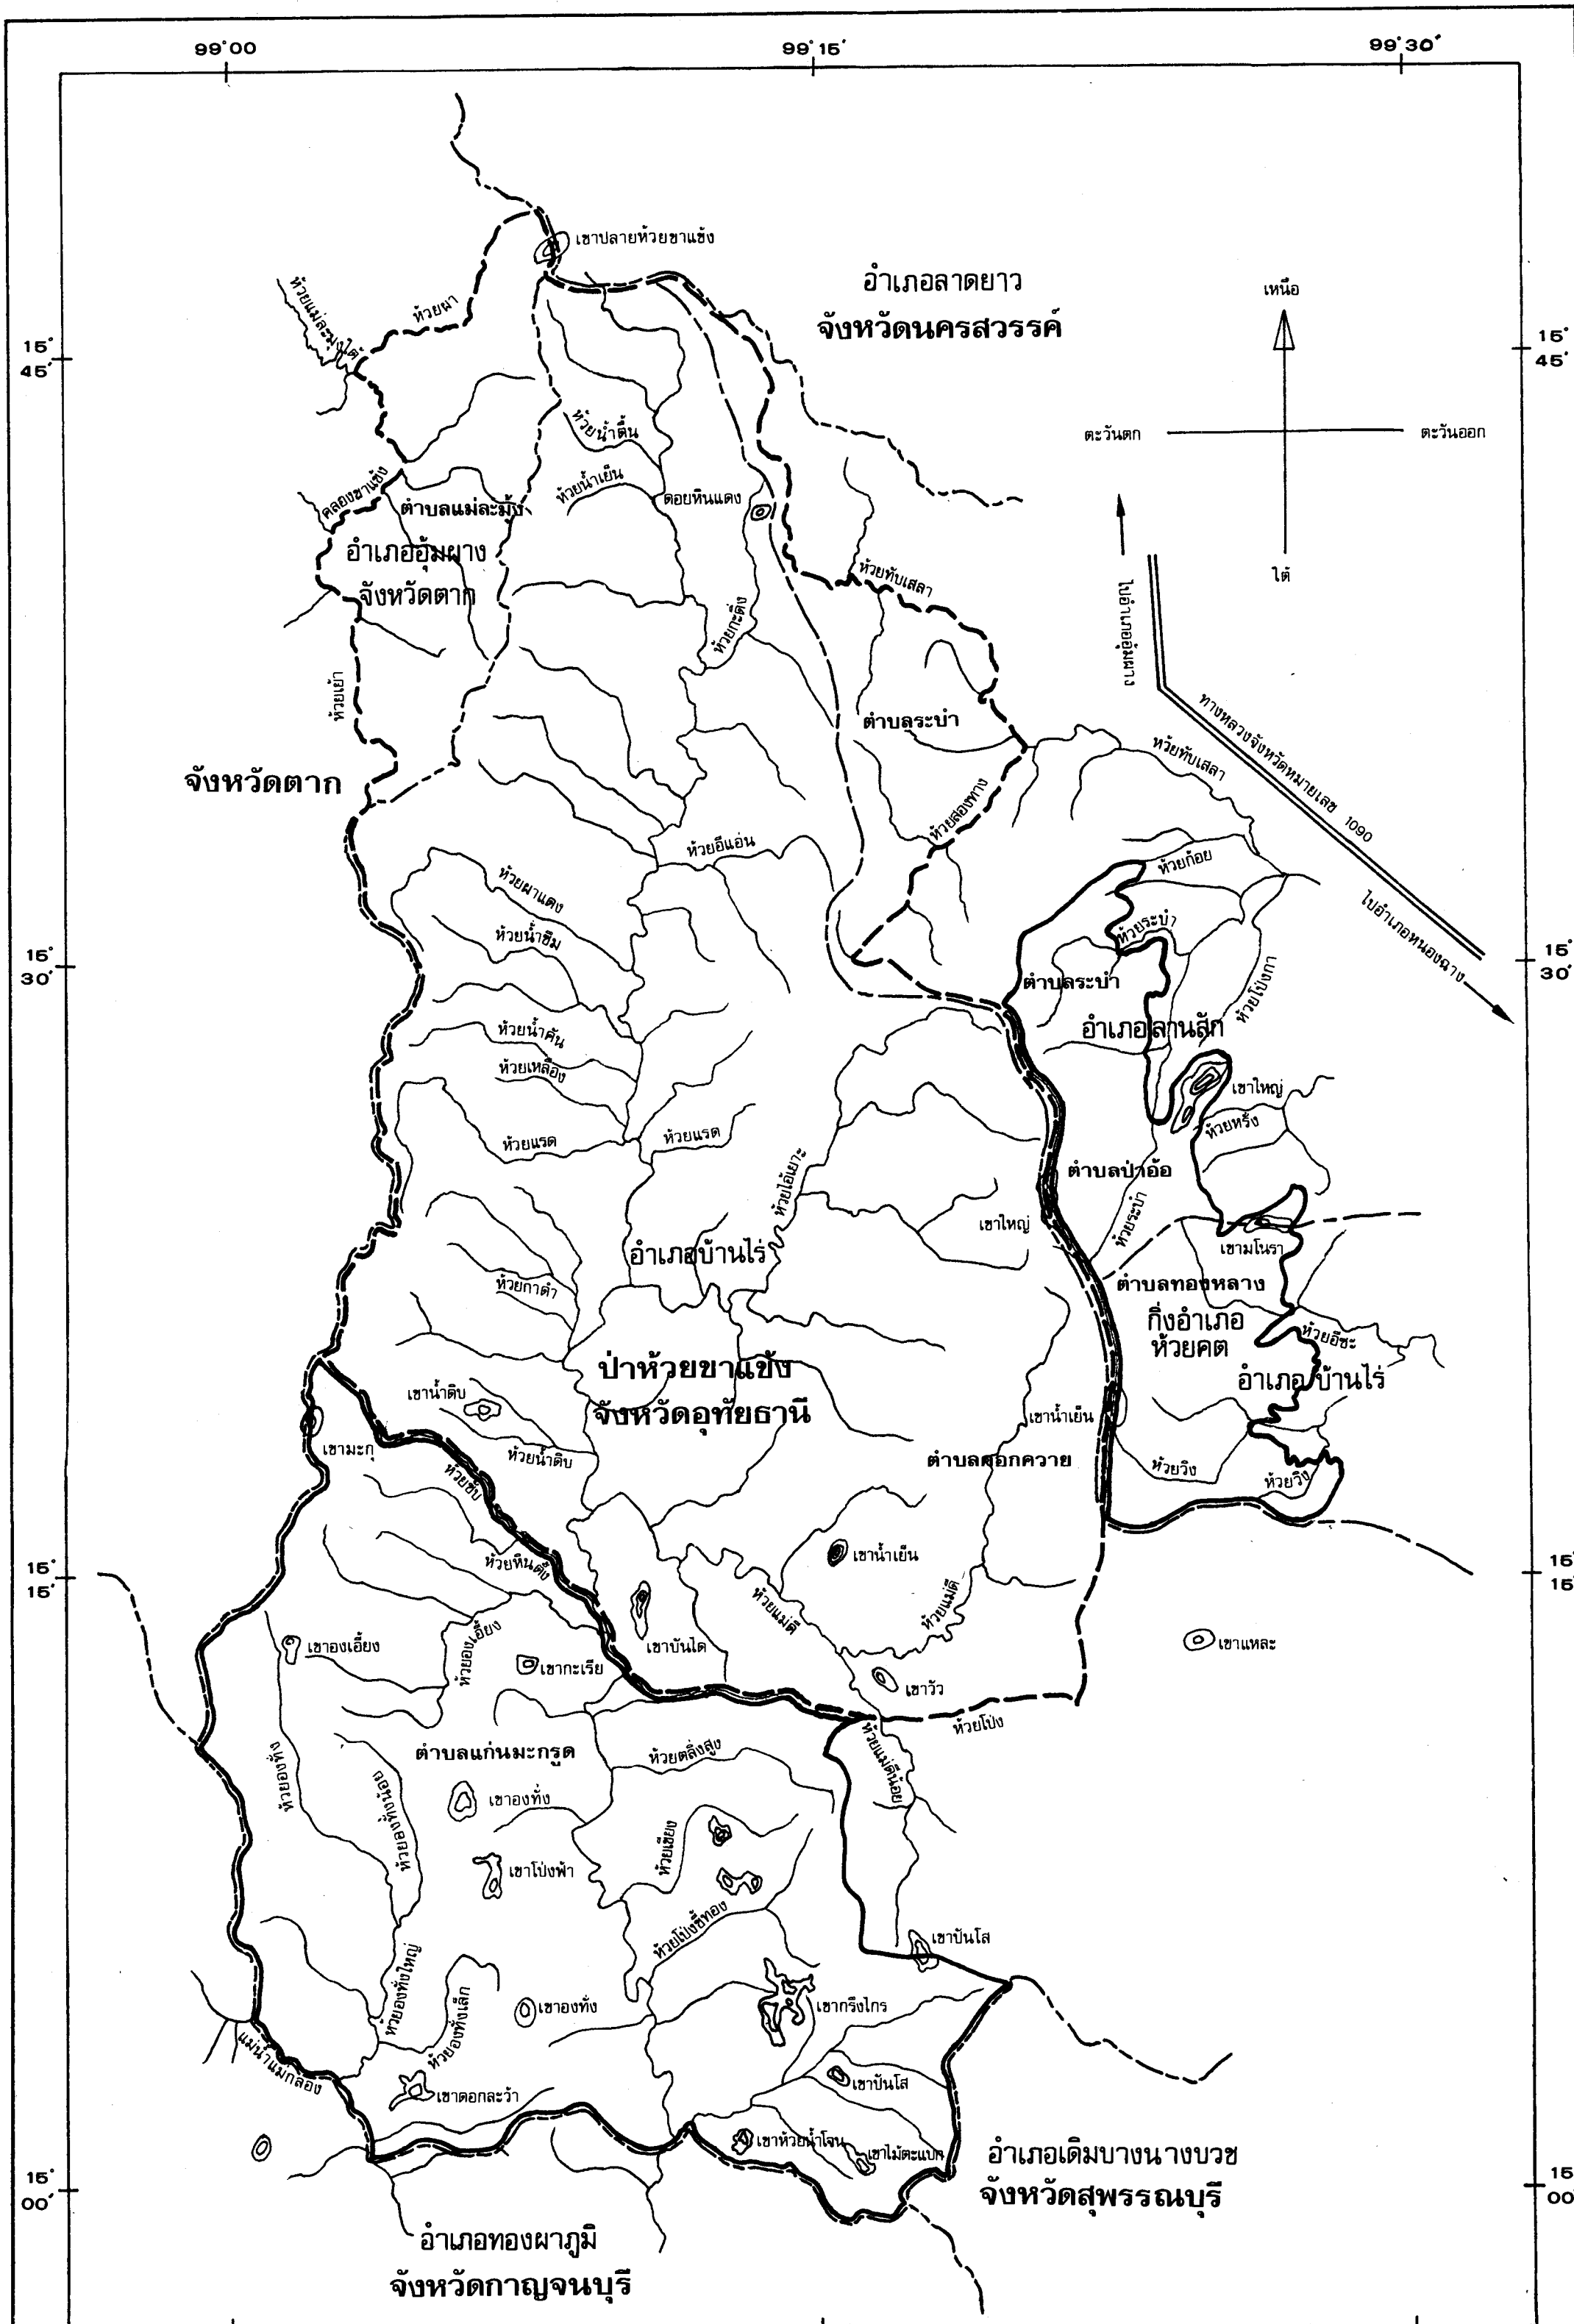 99°00'
99°15'
99°30'
เขาปลายห้วยขาแข้ง
อำเภอลาดยาว
จังหวัดนครสวรรค์
เหนือ
ห้วยแม่ละมุ้งใต้
ห้วยผา
15°
45'
15°
45'
ตะวันตก
ตะวันออก
ห้วยน้ำตื้น
คลองขาแข้ง
ตำบลแม่ละมุ้ง
ห้วยน้ำเย็น
ดอยหินแดง
อำเภออุ้มผาง
จังหวัดตาก
ใต้
ห้วยทับเสลา
ไปอำเภออุ้มผาง
ห้วยกะดิ่ง
ห้วยเย้า
ตำบลระบำ
ทางหลวงจังหวัดหมายเลข 1090
ห้วยทับเสลา
จังหวัดตาก
ห้วยสองทาง
ห้วยอีแอ่น
ห้วยก้อย
ห้วยผาแดง
ไปอำเภอหนองฉาง
ห้วยน้ำซึม
ห้วยระบำ
15°
30'
15°
30'
ตำบลระบำ
ห้วยโปงกา
ห้วยน้ำคัน
อำเภอลานสัก
ห้วยเหลือง
เขาใหญ่
ห้วยแรด
ห้วยแรด
ห้วยหรั่ง
ห้วยไอ้เยาะ
ตำบลป่าอ้อ
เขาใหญ่
ห้วยระบำ
อำเภอบ้านไร่
เขามโนรา
ห้วยกาดำ
ตำบลทองหลาง
กิ่งอำเภอ
ห้วยคต
ห้วยอีซะ
ป่าห้วยขาแข้ง
จังหวัดอุทัยธานี
อำเภอบ้านไร่
เขาน้ำดิบ
เขาน้ำเย็น
เขามะกุ
ห้วยน้ำดิบ
ตำบลคอกควาย
ห้วยซับ
ห้วยวิง
ห้วยวิง
ห้วยหินตั้ง
เขาน้ำเย็น
15°
15'
15°
15'
ห้วยแม่ดี
ห้วยแม่ดี
เขาองเอี้ยง
ห้วยองเอี้ยง
เขากะเรีย
เขาบันได
เขาแหละ
เขาวัว
ห้วยโป่ง
ตำบลแก่นมะกรูด
ห้วยตลิ่งสูง
ห้วยแม่ดีน้อย
ห้วยองทั่ง
ห้วยองทั่งน้อย
เขาองทั่ง
ห้วยเขียง
เขาโป่งฟ้า
ห้วยโป่งขี้ทอง
เขาปันโส
ห้วยองทั่งใหญ่
ห้วยองทั่งเล็ก
เขาองทั่ง
เขากรึงไกร
แม่น้ำแม่กลอง
เขาดอกละว้า
เขาปันโส
เขาห้วยน้ำโจน
เขาไม้ตะแบก
อำเภอเดิมบางนางบวช
จังหวัดสุพรรณบุรี
15°
00'
15
00
อำเภอทองผาภูมิ
จังหวัดกาญจนบุรี